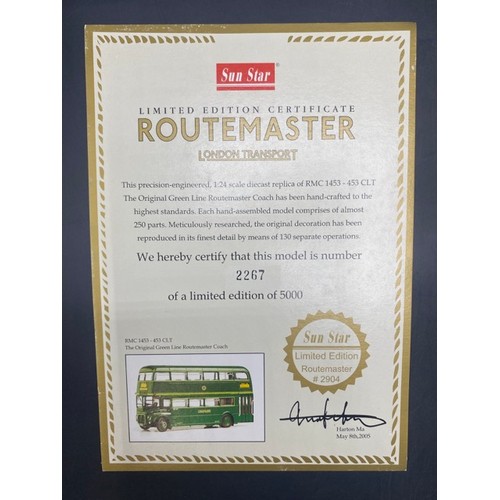 Sun Star®
LIMITED EDITION CERTIFICATE
ROUTEMASTER
LONDON TRANSPORT
This precision-engineered, 1:24 scale diecast replica of RMC 1453 - 453 CLT
The Original Green Line Routemaster Coach has been hand-crafted to the
highest standards. Each hand-assembled model comprises of almost
250 parts. Meticulously researched, the original decoration has been
reproduced in its finest detail by means of 130 separate operations.
We hereby certify that this model is number
2267
of a limited edition of 5000
RMC 1453 - 453 CLT
The Original Green Line Routemaster Coach
Sun Star
Limited Edition
Routemaster
# 2904
Harton Ma
May 8th,2005